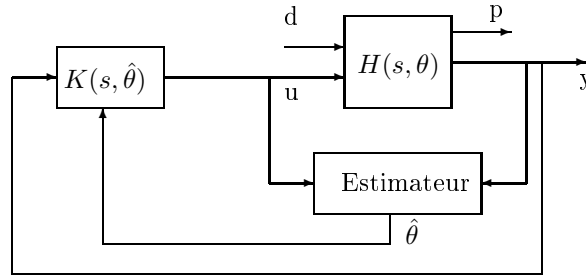 d
p
K(s, θ̂)
H(s, θ)
u
y
Estimateur
θ̂